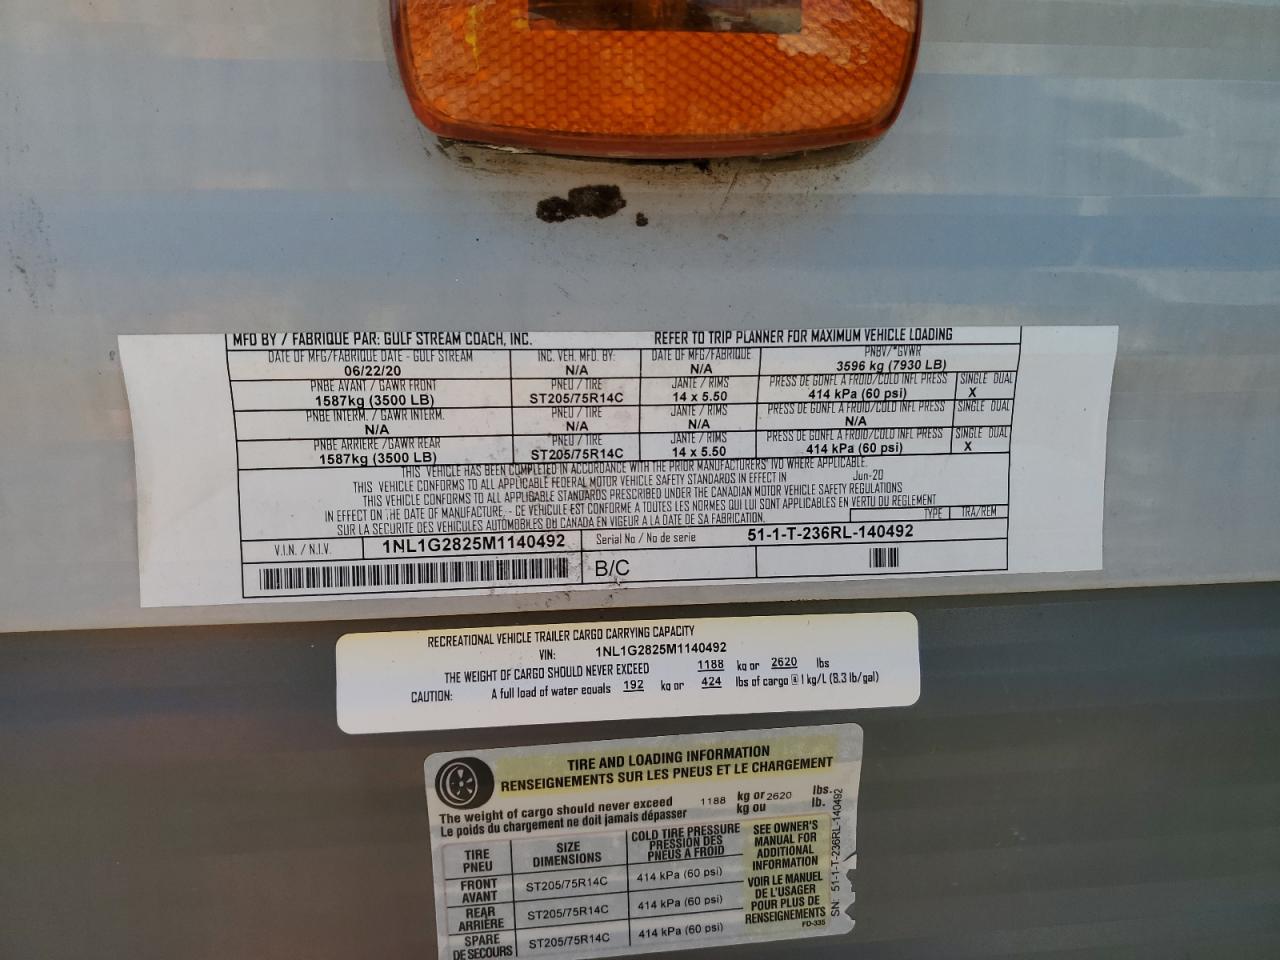 MFD BY / FABRIQUE PAR: GULF STREAM COACH, INC. REFER TO TRIP PLANNER FOR MAXIMUM VEHICLE LOADING
DATE OF MFG/FABRIQUE DATE - GULF STREAM INC. VEH. MFD. BY: DATE OF MFG/FABRIQUE PNBV/*GVWR
06/22/20 N/A N/A 3596 kg (7930 LB)
PNBE AVANT / GAWR FRONT PNEU / TIRE JANTE / RIMS PRESS DE GONFL A FROID/COLD INFL PRESS SINGLE DUAL
1587kg (3500 LB) ST205/75R14C 14 x 5.50 414 kPa (60 psi) X
PNBE INTERM. / GAWR INTERM. PNEU / TIRE JANTE / RIMS PRESS DE GONFL A FROID/COLD INFL PRESS SINGLE DUAL
N/A N/A N/A N/A
PNBE ARRIERE /GAWR REAR PNEU / TIRE JANTE / RIMS PRESS DE GONFL A FROID/COLD INFL PRESS SINGLE DUAL
1587kg (3500 LB) ST205/75R14C 14 x 5.50 414 kPa (60 psi) X
THIS VEHICLE HAS BEEN COMPLETED IN ACCORDANCE WITH THE PRIOR MANUFACTURERS' IVD WHERE APPLICABLE.
THIS VEHICLE CONFORMS TO ALL APPLICABLE FEDERAL MOTOR VEHICLE SAFETY STANDARDS IN EFFECT IN Jun-20
THIS VEHICLE CONFORMS TO ALL APPLICABLE STANDARDS PRESCRIBED UNDER THE CANADIAN MOTOR VEHICLE SAFETY REGULATIONS
IN EFFECT ON THE DATE OF MANUFACTURE. - CE VEHICULE EST CONFORME A TOUTES LES NORMES QUI LUI SONT APPLICABLES EN VERTU DU REGLEMENT
SUR LA SECURITE DES VEHICULES AUTOMOBILES DU CANADA EN VIGEUR A LA DATE DE SA FABRICATION. TYPE TRA/REM
V.I.N. / N.I.V. 1NL1G2825M1140492 Serial No / No de serie 51-1-T-236RL-140492
B/C
RECREATIONAL VEHICLE TRAILER CARGO CARRYING CAPACITY
VIN: 1NL1G2825M1140492
THE WEIGHT OF CARGO SHOULD NEVER EXCEED 1188 kg or 2620 lbs
CAUTION: A full load of water equals 192 kg or 424 lbs of cargo @ 1 kg/L (8.3 lb/gal)
TIRE AND LOADING INFORMATION
RENSEIGNEMENTS SUR LES PNEUS ET LE CHARGEMENT
The weight of cargo should never exceed 1188 kg or 2620 lbs.
Le poids du chargement ne doit jamais dépasser kg ou lb.
TIRE PNEU
SIZE DIMENSIONS
COLD TIRE PRESSURE
PRESSION DES
PNEUS À FROID
FRONT AVANT ST205/75R14C 414 kPa (60 psi)
REAR ARRIÈRE ST205/75R14C 414 kPa (60 psi)
SPARE DE SECOURS ST205/75R14C 414 kPa (60 psi)
SEE OWNER'S
MANUAL FOR
ADDITIONAL
INFORMATION
VOIR LE MANUEL
DE L'USAGER
POUR PLUS DE
RENSEIGNEMENTS
FD-335
SN: 51-1-T-236RL-140492